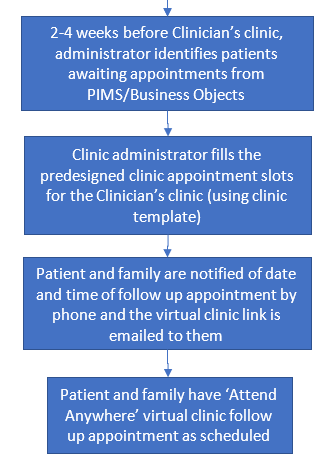 2-4 weeks before Clinician’s clinic,
administrator identifies patients
awaiting appointments from
PIMS/Business Objects
Clinic administrator fills the
predesigned clinic appointment slots
for the Clinician’s clinic (using clinic
template)
Patient and family are notified of date
and time of follow up appointment by
phone and the virtual clinic link is
emailed to them
Patient and family have ‘Attend
Anywhere’ virtual clinic follow
up appointment as scheduled